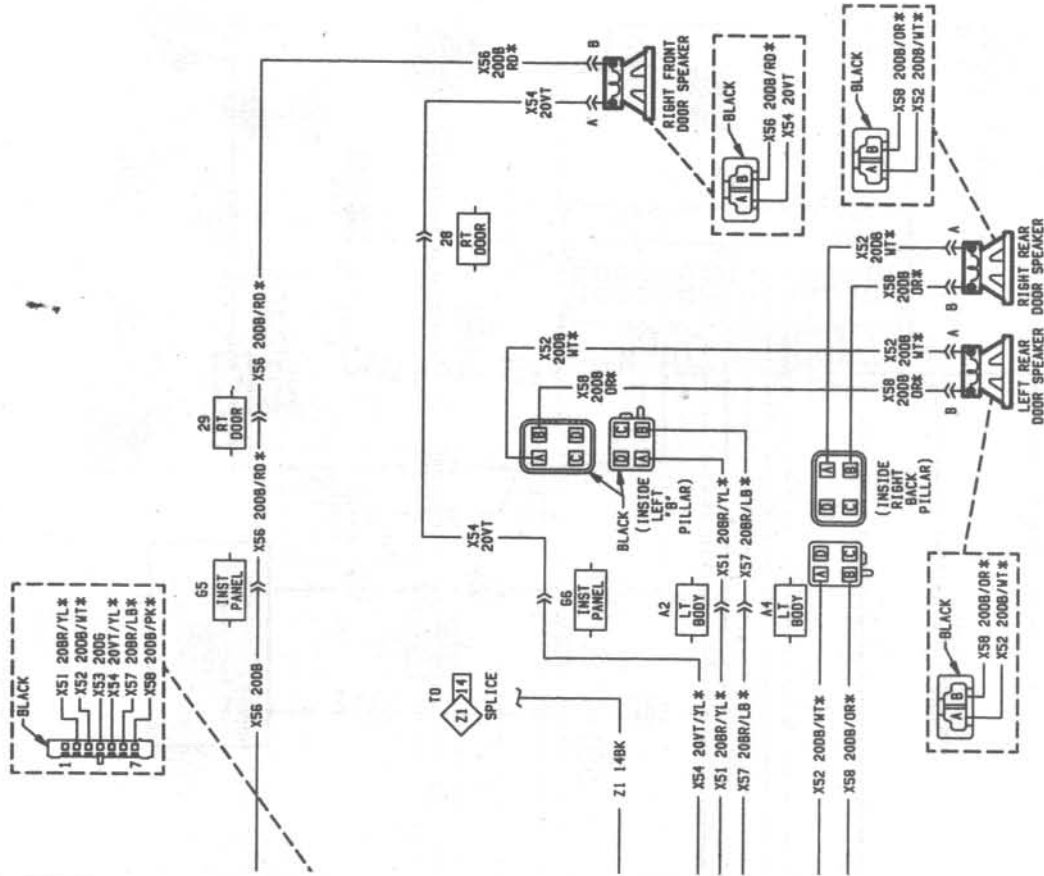 BLACK
1
7
X51 20BR/YL*
X52 20DB/WT*
X53 20DG
X54 20VT/YL*
X57 20BR/LB*
X58 20DB/PK*
X56 20DB
G5
INST
PANEL
X56 20DB/RD*
29
RT
DOOR
X56 20DB/RD*
X56
20DB
RD*
B
X54
20VT
A
RIGHT FRONT
DOOR SPEAKER
BLACK
A
B
X56 20DB/RD*
X54 20VT
28
RT
DOOR
X54
20VT
G6
INST
PANEL
TO
Z1
14
SPLICE
Z1 14BK
X54 20VT/YL*
X51 20BR/YL*
X57 20BR/LB*
A2
LT
BODY
X51 20BR/YL*
X57 20BR/LB*
BLACK
(INSIDE
LEFT
"B"
PILLAR)
A
B
C
D
D
C
A
B
X52
20DB
WT*
X58
20DB
OR*
X52
20DB
WT*
A
X58
20DB
OR*
B
LEFT REAR
DOOR SPEAKER
X52 20DB/WT*
X58 20DB/OR*
A4
LT
BODY
A
D
B
C
D
A
C
B
(INSIDE
RIGHT
BACK
PILLAR)
X52
20DB
WT*
A
X58
20DB
OR*
B
RIGHT REAR
DOOR SPEAKER
BLACK
A
B
X58 20DB/OR*
X52 20DB/WT*
BLACK
A
B
X58 20DB/OR*
X52 20DB/WT*